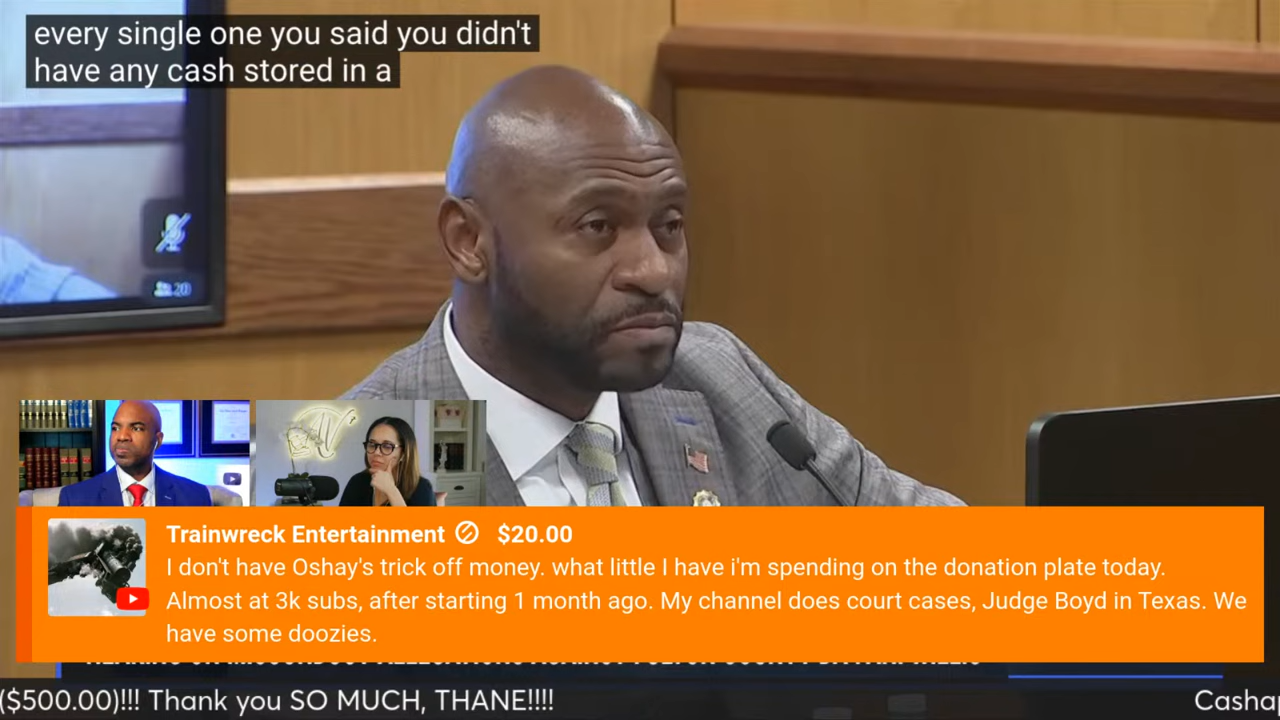 every single one you said you didn't
have any cash stored in a
20
Trainwreck Entertainment $20.00
I don't have Oshay's trick off money. what little I have i'm spending on the donation plate today.
Almost at 3k subs, after starting 1 month ago. My channel does court cases, Judge Boyd in Texas. We
have some doozies.
($500.00)!!! Thank you SO MUCH, THANE!!!!
Casha